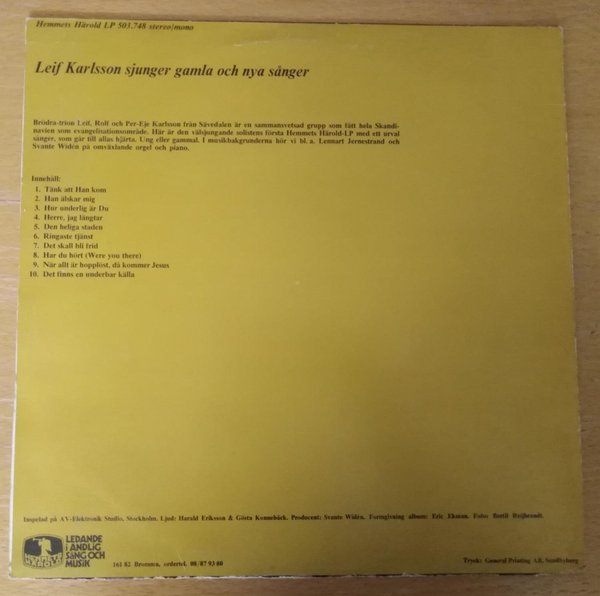 Hemmets Härold LP 503.748 stereo/mono
Leif Karlsson sjunger gamla och nya sånger
Brödra-trion Leif, Rolf och Per-Eje Karlsson från Sävedalen är en sammansvetsad grupp som fått hela Skandi-
navien som evangelisationsområde. Här är den välsjungande solistens första Hemmets Härold-LP med ett urval
sånger, som går till allas hjärta. Ung eller gammal. I musikbakgrunderna hör vi bl. a. Lennart Jernestrand och
Svante Widén på omväxlande orgel och piano.
Innehåll:
1. Tänk att Han kom
2. Han älskar mig
3. Hur underlig är Du
4. Herre, jag längtar
5. Den heliga staden
6. Ringaste tjänst
7. Det skall bli frid
8. Har du hört (Were you there)
9. När allt är hopplöst, då kommer Jesus
10. Det finns en underbar källa
Inspelad på AV-Elektronik Studio, Stockholm. Ljud: Harald Eriksson & Gösta Konnebäck. Producent: Svante Widén. Formgivning album: Eric Ekman. Foto: Bertil
HEMMETS
HÄROLD
LEDANDE
I ANDLIG
SÅNG OCH
MUSIK
161 82 Bromma, ordertel. 08/87 93 80
Tryck: General Printing AB, Sundbyberg